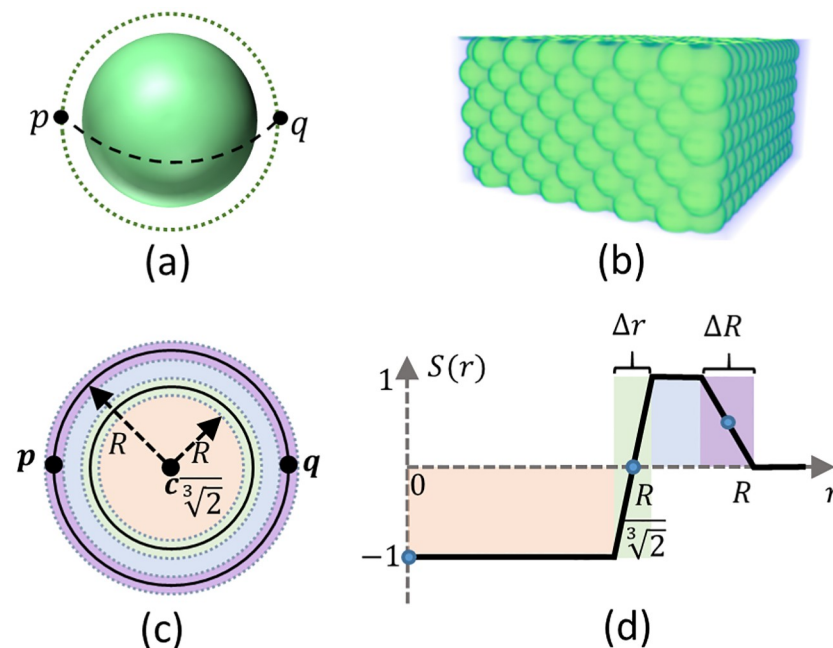 p q
(a)
(b)
p R R/∛2 c q
(c)
Δr ΔR
1 S(r)
0 R/∛2 R r
−1
(d)